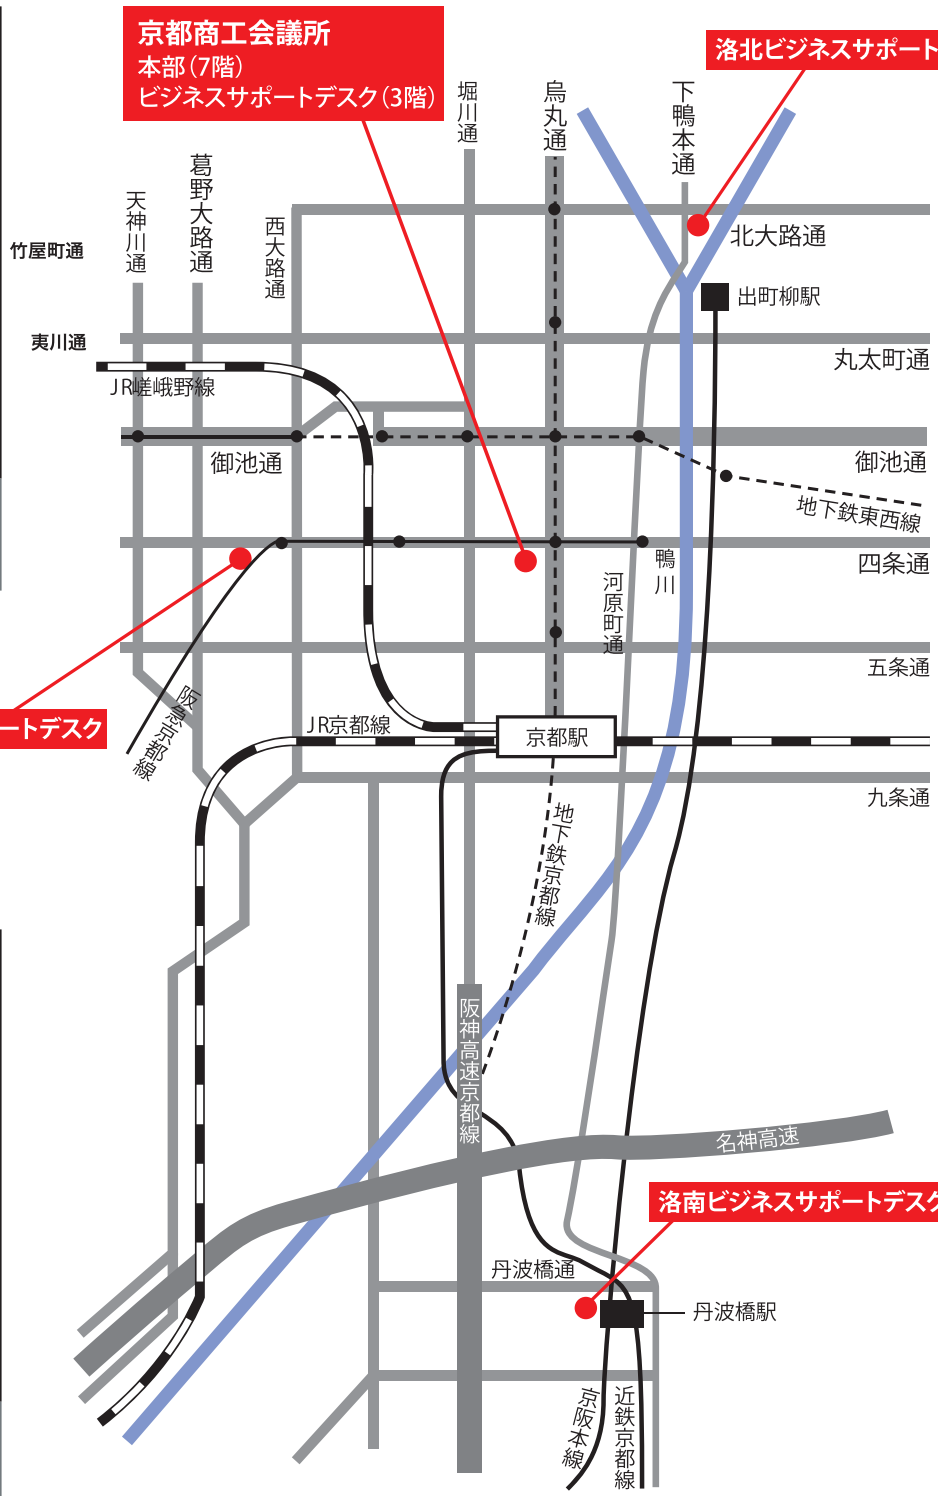 京都商工会議所
本部（7階）
ビジネスサポートデスク（3階）
洛北ビジネスサポート
堀川通
烏丸通
下鴨本通
葛野大路通
天神川通
西大路通
竹屋町通
北大路通
出町柳駅
夷川通
丸太町通
JR嵯峨野線
御池通
御池通
地下鉄東西線
四条通
鴨川
河原町通
五条通
阪急京都線
ートデスク
JR京都線
京都駅
九条通
地下鉄京都線
阪神高速京都線
名神高速
洛南ビジネスサポートデスク
丹波橋通
丹波橋駅
京阪本線
近鉄京都線